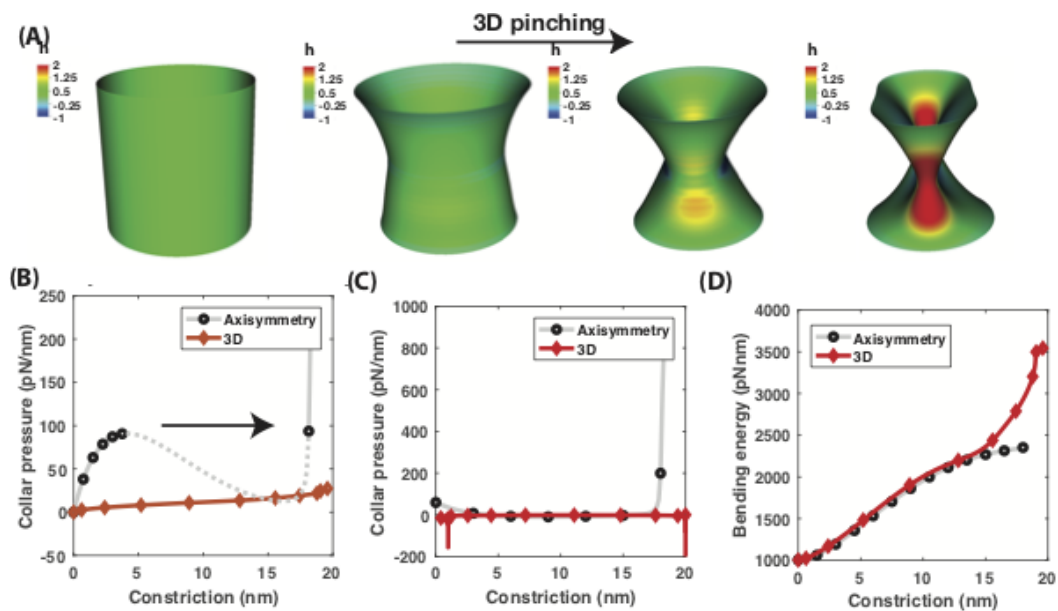 (A)
3D pinching
h
2
1.25
0.5
-0.25
-1
h
2
1.25
0.5
-0.25
-1
h
2
1.25
0.5
-0.25
-1
h
2
1.25
0.5
-0.25
-1
(B)
250
200
150
100
50
0
-50
Collar pressure (pN/nm)
Axisymmetry
3D
0
5
10
15
20
Constriction (nm)
(C)
1000
800
600
400
200
0
-200
Collar pressure (pN/nm)
Axisymmetry
3D
0
5
10
15
20
Constriction (nm)
(D)
4000
3500
3000
2500
2000
1500
1000
Bending energy (pNnm)
Axisymmetry
3D
0
5
10
15
20
Constriction (nm)